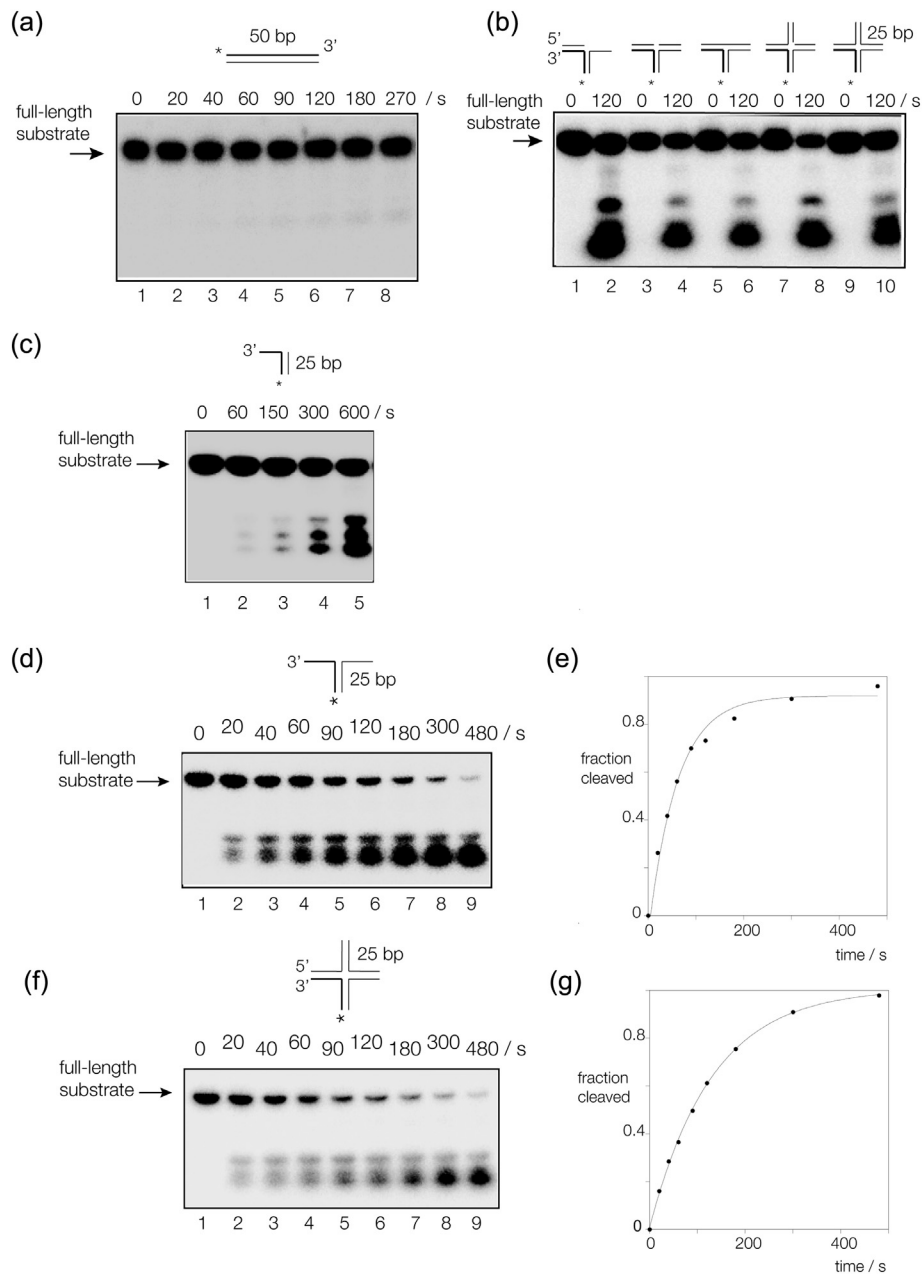 (a)
50 bp
* 3’
0 20 40 60 90 120 180 270 / s
full-length
substrate
1 2 3 4 5 6 7 8
(b)
5’
3’
25 bp
* * * * *
0 120 0 120 0 120 0 120 0 120 / s
full-length
substrate
1 2 3 4 5 6 7 8 9 10
(c)
3’
25 bp
*
0 60 150 300 600 / s
full-length
substrate
1 2 3 4 5
(d)
3’
25 bp
*
0 20 40 60 90 120 180 300 480 / s
full-length
substrate
1 2 3 4 5 6 7 8 9
(e)
0.8
fraction
cleaved
0.4
0
0 200 400
time / s
(f)
25 bp
5’
3’
*
0 20 40 60 90 120 180 300 480 / s
full-length
substrate
1 2 3 4 5 6 7 8 9
(g)
0.8
fraction
cleaved
0.4
0
0 200 400
time / s